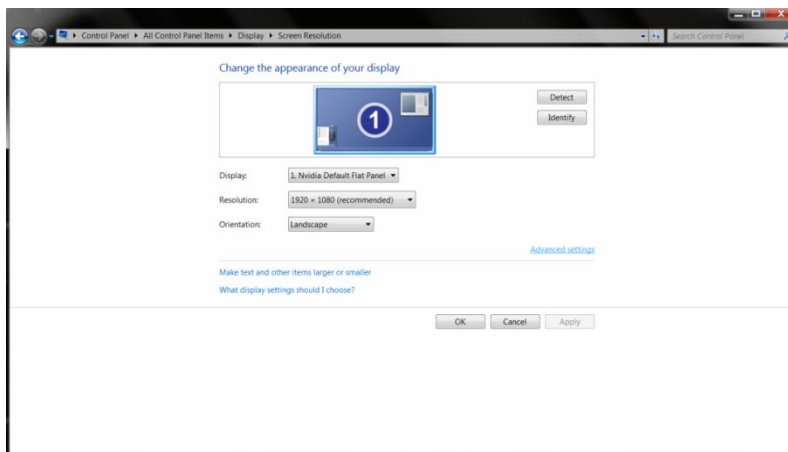 Control Panel ▸ All Control Panel Items ▸ Display ▸ Screen Resolution
Search Control Panel
Change the appearance of your display
1
Detect
Identify
Display: 1. Nvidia Default Flat Panel
Resolution: 1920 × 1080 (recommended)
Orientation: Landscape
Advanced settings
Make text and other items larger or smaller
What display settings should I choose?
OK Cancel Apply